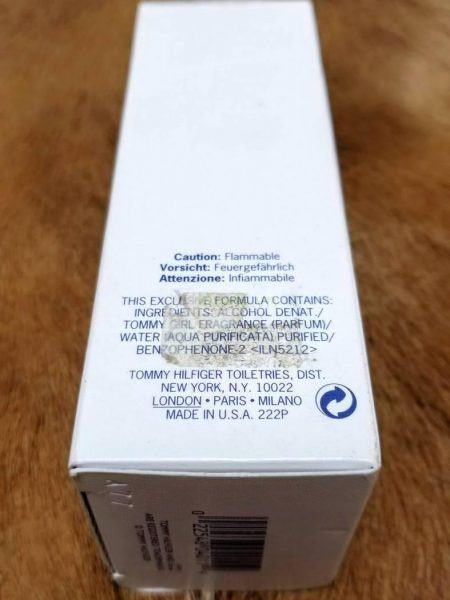 Caution: Flammable
Vorsicht: Feuergefährlich
Attenzione: Infiammabile
THIS EXCLUSIVE FORMULA CONTAINS:
INGREDIENTS: ALCOHOL DENAT./
TOMMY GIRL FRAGRANCE (PARFUM)/
WATER (AQUA PURIFICATA) PURIFIED/
BENZOPHENONE-2 <ILN5212>
TOMMY HILFIGER TOILETRIES, DIST.
NEW YORK, N.Y. 10022
LONDON • PARIS • MILANO
MADE IN U.S.A. 222P